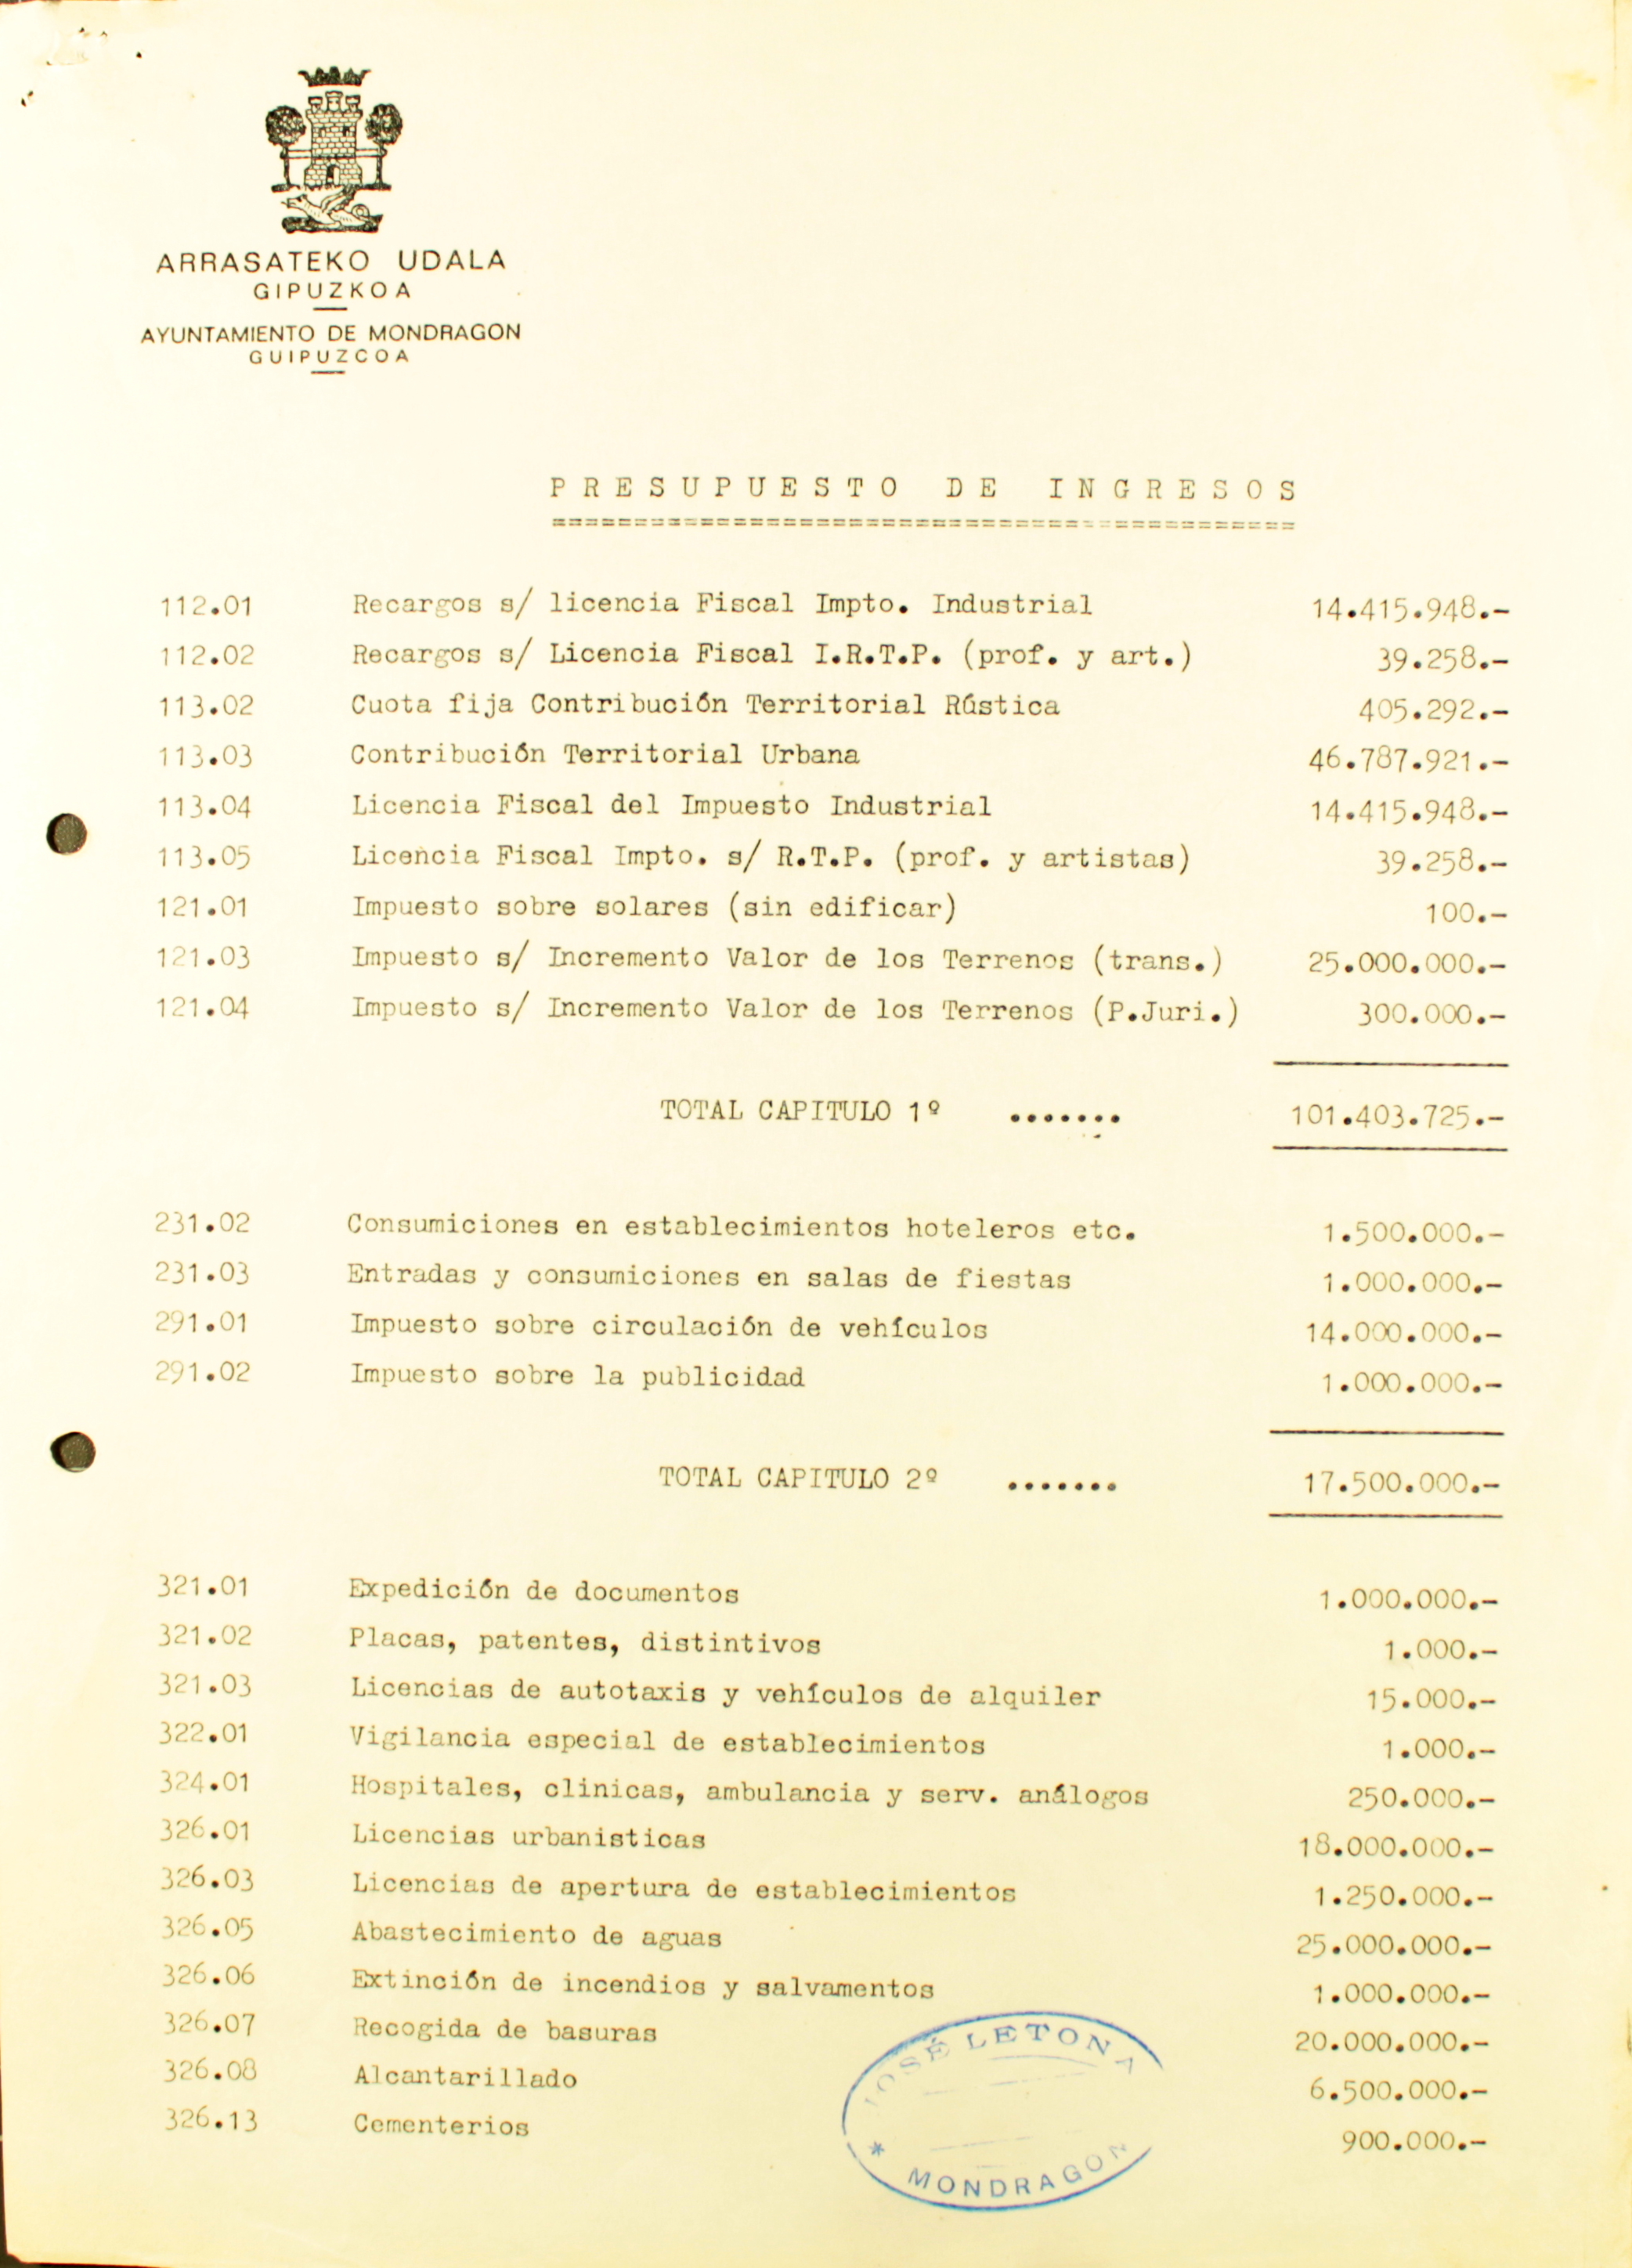 ARRASATEKO UDALA
GIPUZKOA
AYUNTAMIENTO DE MONDRAGON
GUIPUZCOA
PRESUPUESTO DE INGRESOS
112.01 Recargos s/ licencia Fiscal Impto. Industrial 14.415.948.-
112.02 Recargos s/ Licencia Fiscal I.R.T.P. (prof. y art.) 39.258.-
113.02 Cuota fija Contribución Territorial Rústica 405.292.-
113.03 Contribución Territorial Urbana 46.787.921.-
113.04 Licencia Fiscal del Impuesto Industrial 14.415.948.-
113.05 Licencia Fiscal Impto. s/ R.T.P. (prof. y artistas) 39.258.-
121.01 Impuesto sobre solares (sin edificar) 100.-
121.03 Impuesto s/ Incremento Valor de los Terrenos (trans.) 25.000.000.-
121.04 Impuesto s/ Incremento Valor de los Terrenos (P.Juri.) 300.000.-
TOTAL CAPITULO 1º ....... 101.403.725.-
231.02 Consumiciones en establecimientos hoteleros etc. 1.500.000.-
231.03 Entradas y consumiciones en salas de fiestas 1.000.000.-
291.01 Impuesto sobre circulación de vehículos 14.000.000.-
291.02 Impuesto sobre la publicidad 1.000.000.-
TOTAL CAPITULO 2º ....... 17.500.000.-
321.01 Expedición de documentos 1.000.000.-
321.02 Placas, patentes, distintivos 1.000.-
321.03 Licencias de autotaxis y vehículos de alquiler 15.000.-
322.01 Vigilancia especial de establecimientos 1.000.-
324.01 Hospitales, clinicas, ambulancia y serv. análogos 250.000.-
326.01 Licencias urbanisticas 18.000.000.-
326.03 Licencias de apertura de establecimientos 1.250.000.-
326.05 Abastecimiento de aguas 25.000.000.-
326.06 Extinción de incendios y salvamentos 1.000.000.-
326.07 Recogida de basuras 20.000.000.-
326.08 Alcantarillado 6.500.000.-
326.13 Cementerios 900.000.-
JOSÉ LETONA
* MONDRAGON